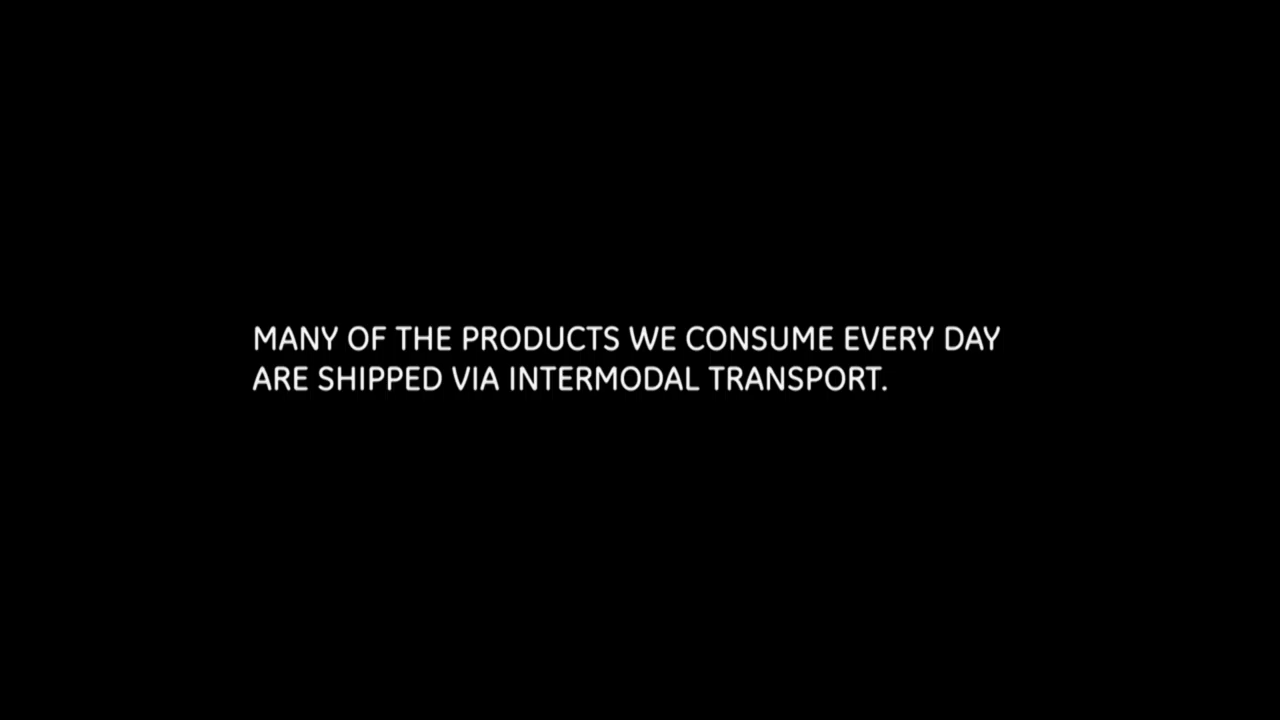 MANY OF THE PRODUCTS WE CONSUME EVERY DAY
ARE SHIPPED VIA INTERMODAL TRANSPORT.